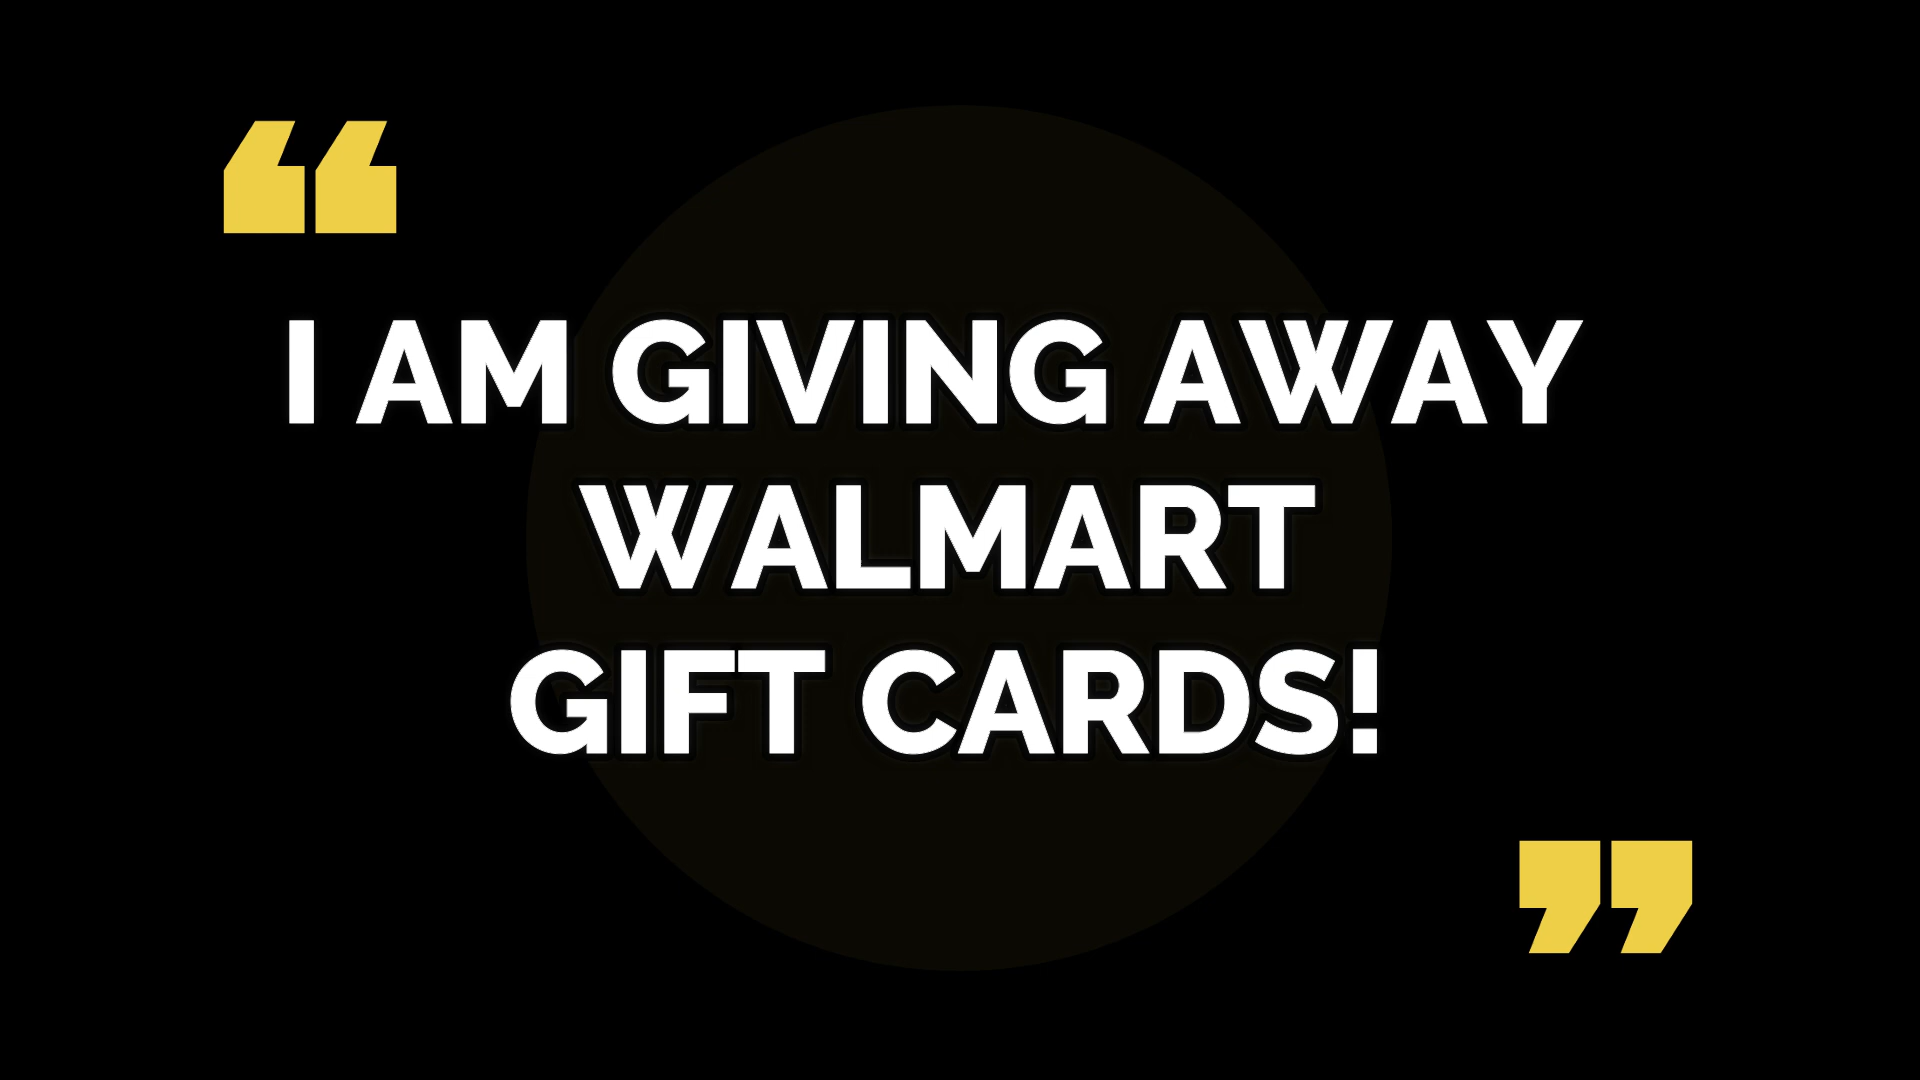 “
I AM GIVING AWAY
WALMART
GIFT CARDS!
”